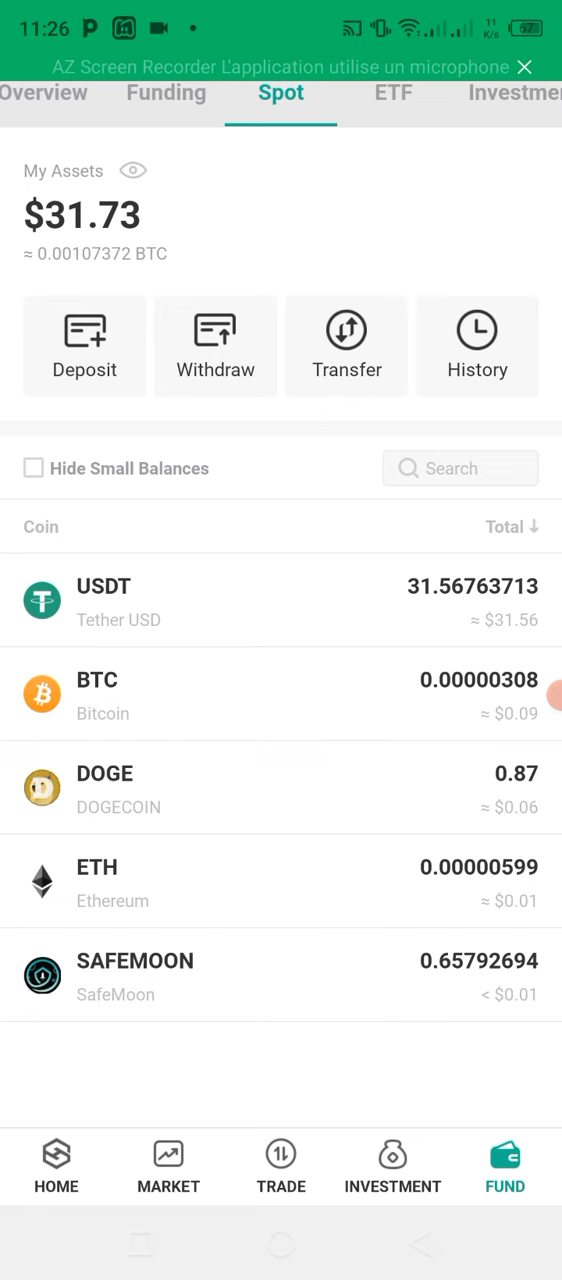 11:26
11
K/s
67
AZ Screen Recorder L'application utilise un microphone
Overview Funding Spot ETF Investme
My Assets
$31.73
≈ 0.00107372 BTC
Deposit Withdraw Transfer History
Hide Small Balances Search
Coin Total
USDT 31.56763713
Tether USD ≈ $31.56
BTC 0.00000308
Bitcoin ≈ $0.09
DOGE 0.87
DOGECOIN ≈ $0.06
ETH 0.00000599
Ethereum ≈ $0.01
SAFEMOON 0.65792694
SafeMoon < $0.01
HOME MARKET TRADE INVESTMENT FUND